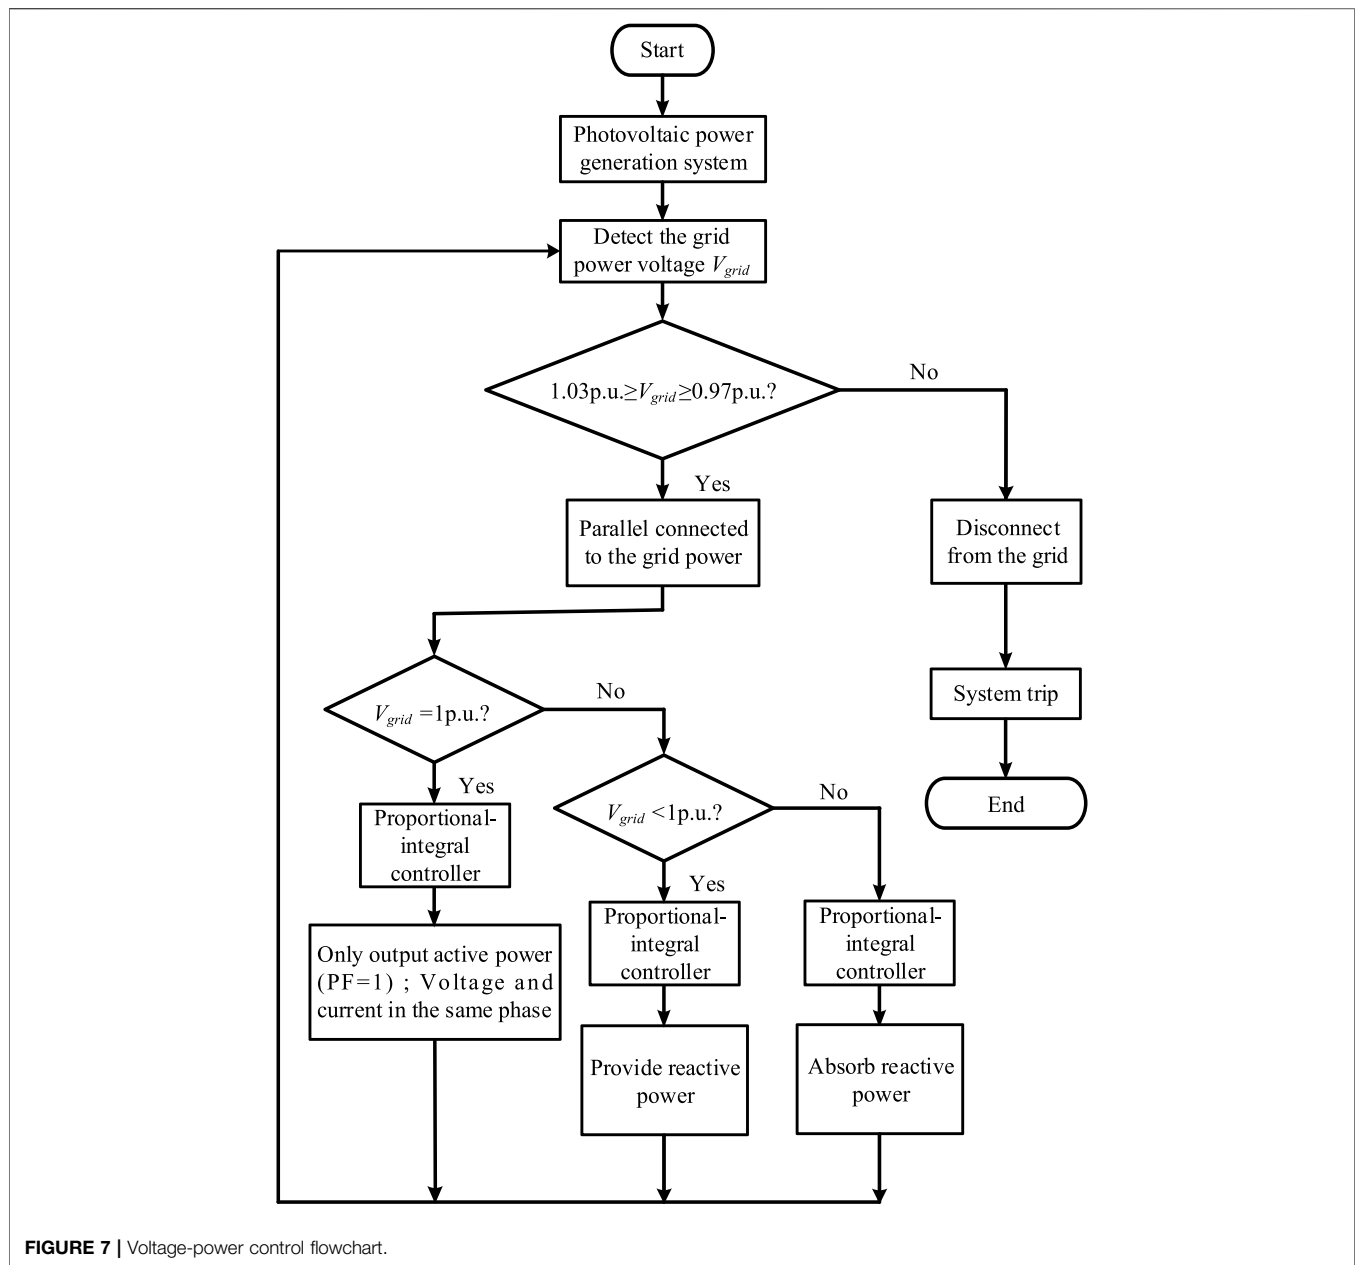 Start
Photovoltaic power
generation system
Detect the grid
power voltage Vgrid
1.03p.u.≥Vgrid≥0.97p.u.?
No
Yes
Parallel connected
to the grid power
Disconnect
from the grid
System trip
End
Vgrid =1p.u.?
No
Yes
Vgrid <1p.u.?
No
Yes
Proportional-
integral
controller
Only output active power
(PF=1) ; Voltage and
current in the same phase
Proportional-
integral
controller
Provide reactive
power
Proportional-
integral
controller
Absorb reactive
power
FIGURE 7 | Voltage-power control flowchart.